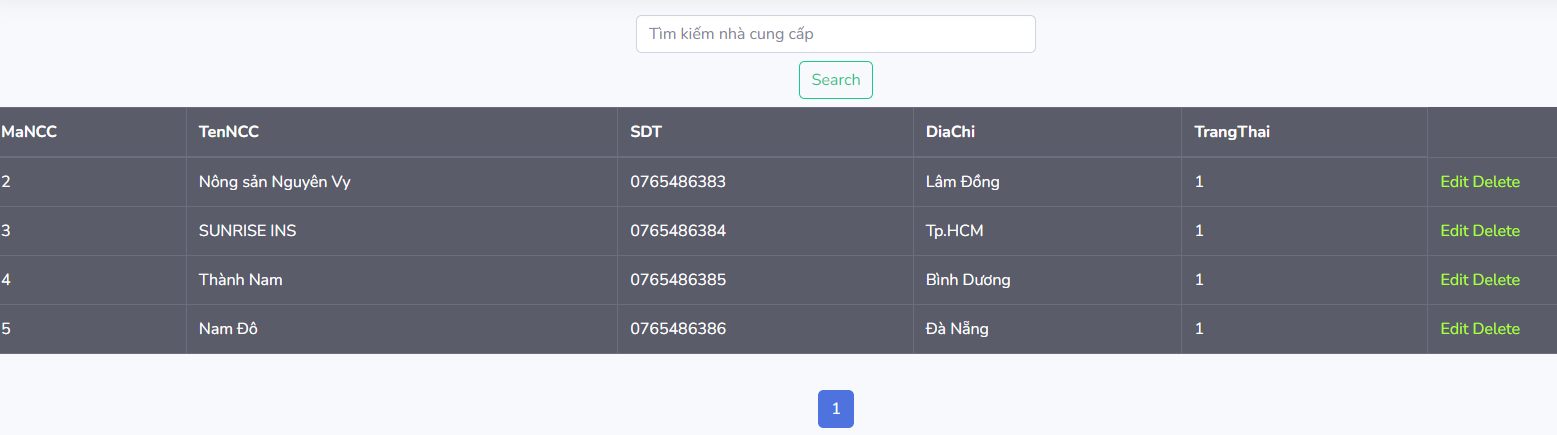 Tìm kiếm nhà cung cấp
Search
MaNCC TenNCC SDT DiaChi TrangThai
2 Nông sản Nguyên Vy 0765486383 Lâm Đồng 1 Edit Delete
3 SUNRISE INS 0765486384 Tp.HCM 1 Edit Delete
4 Thành Nam 0765486385 Bình Dương 1 Edit Delete
5 Nam Đô 0765486386 Đà Nẵng 1 Edit Delete
1